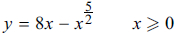 y = 8x − x^{5/2}    x ⩾ 0